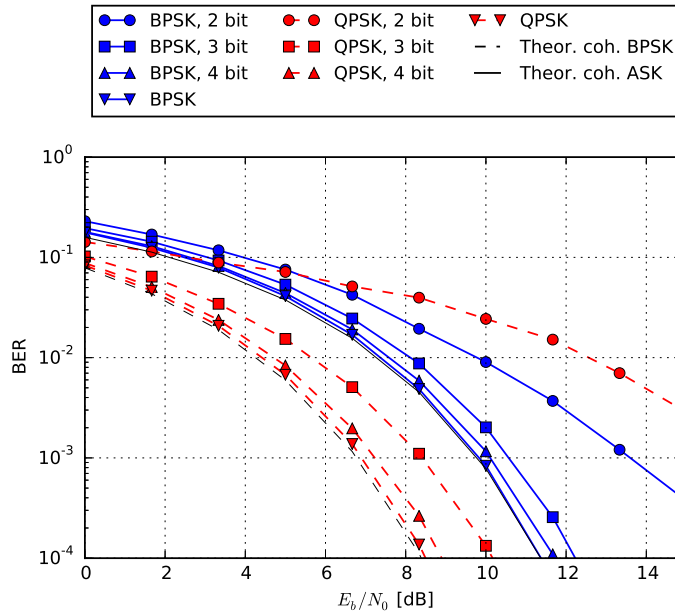 BPSK, 2 bit
QPSK, 2 bit
QPSK
BPSK, 3 bit
QPSK, 3 bit
Theor. coh. BPSK
BPSK, 4 bit
QPSK, 4 bit
Theor. coh. ASK
BPSK
10^0
10^-1
10^-2
10^-3
10^-4
BER
0 2 4 6 8 10 12 14
E_b/N_0 [dB]